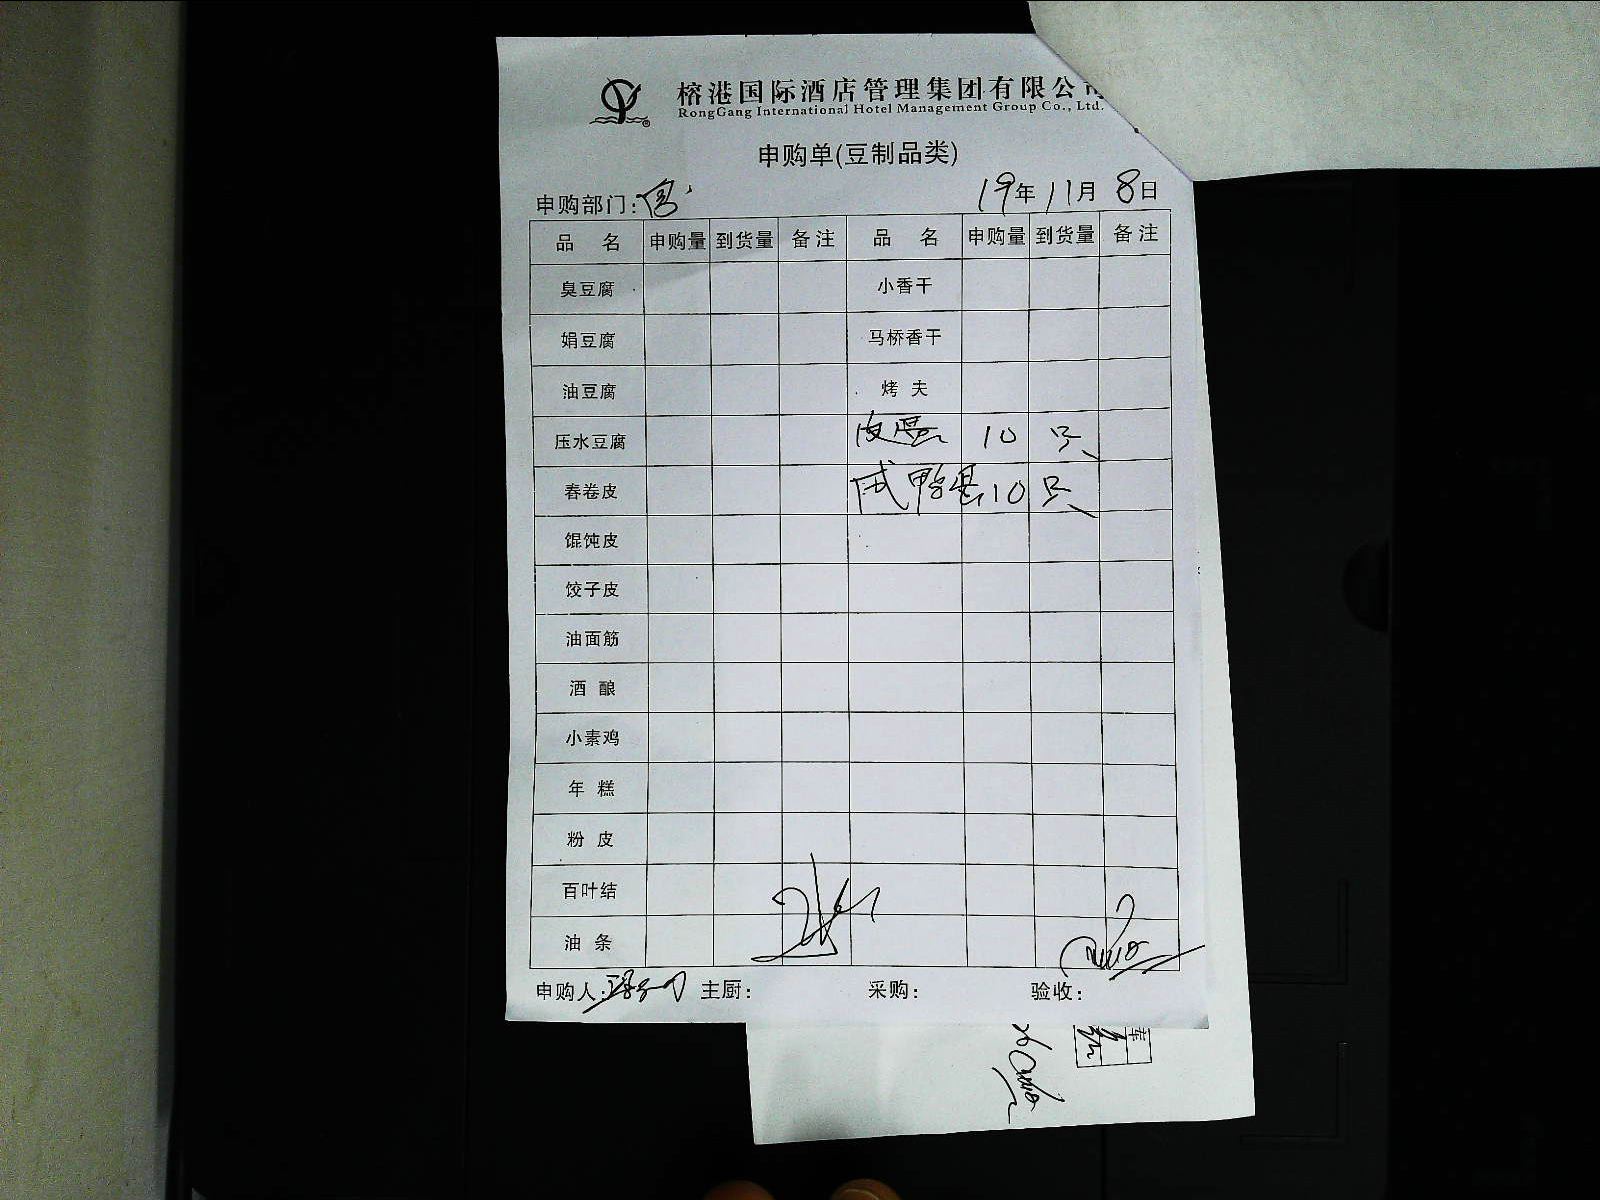 榕港国际酒店管理集团有限公司
RongGang International Hotel Management Group Co., Ltd.
申购单(豆制品类)
申购部门:
19年11月8日
品名 申购量 到货量 备注 品名 申购量 到货量 备注
臭豆腐 小香干
娟豆腐 马桥香干
油豆腐 烤夫
压水豆腐 皮蛋 10 只
春卷皮 咸鸭蛋 10 只
馄饨皮
饺子皮
油面筋
酒酿
小素鸡
年糕
粉皮
百叶结
油条
申购人: 主厨: 采购: 验收: